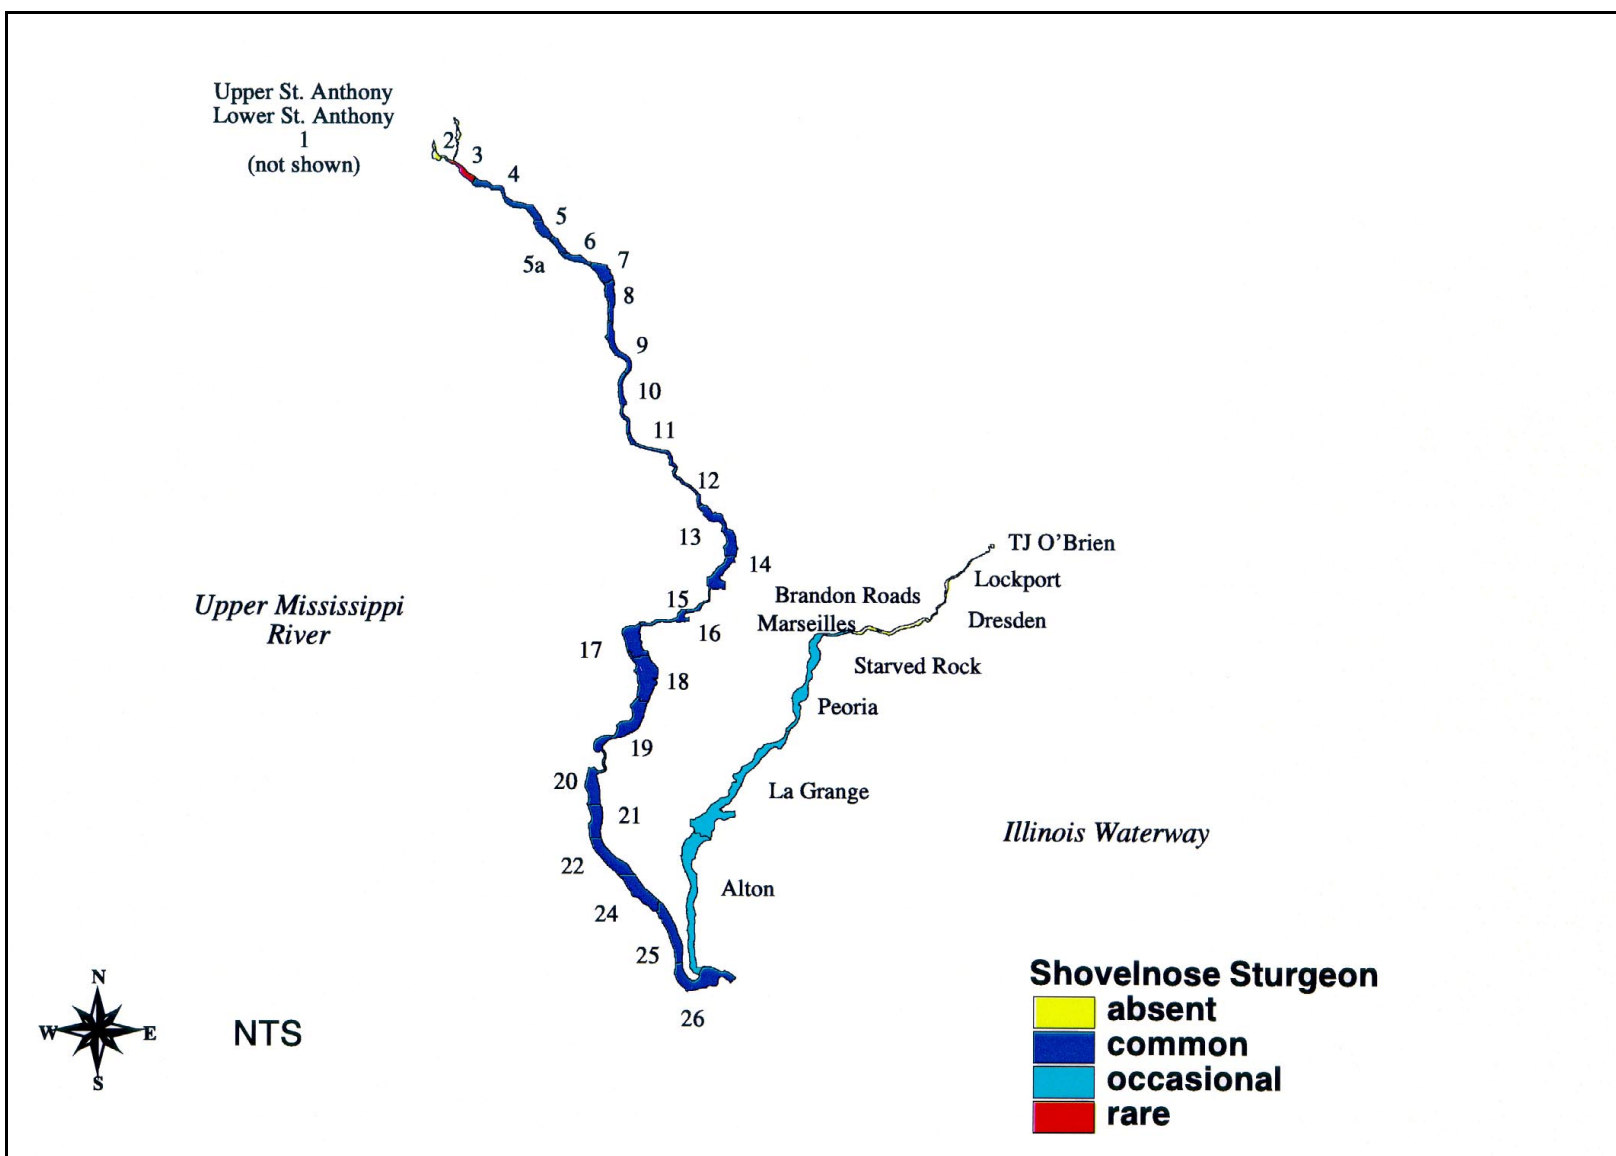 Upper St. Anthony
Lower St. Anthony
1
(not shown)
2
3
4
5
6
5a
7
8
9
10
11
12
13
14
TJ O'Brien
Lockport
Brandon Roads
15
Upper Mississippi
River
Marseilles
Dresden
16
17
Starved Rock
18
Peoria
19
20
La Grange
21
Illinois Waterway
22
Alton
24
25
Shovelnose Sturgeon
absent
common
occasional
rare
26
N
W
E
S
NTS